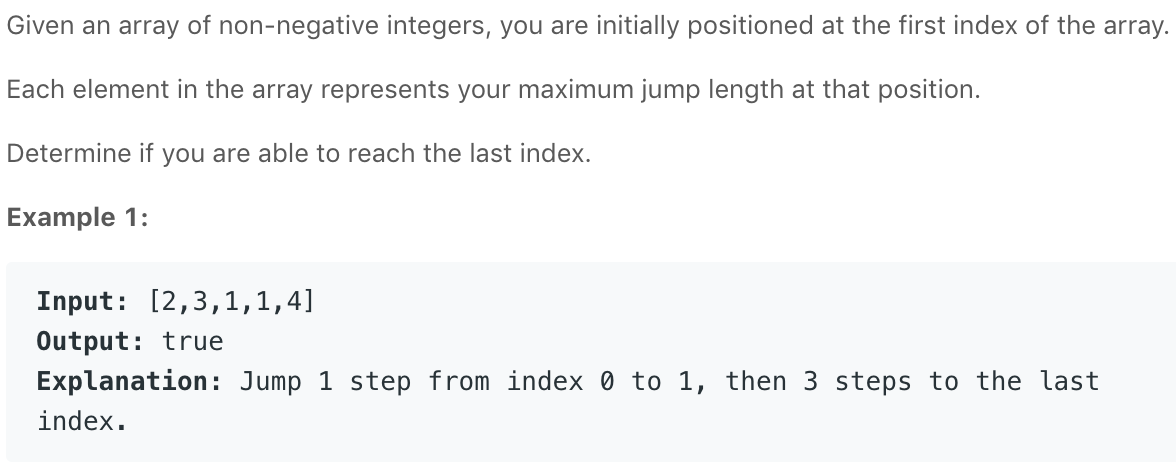 Given an array of non-negative integers, you are initially positioned at the first index of the array.
Each element in the array represents your maximum jump length at that position.
Determine if you are able to reach the last index.
Example 1:
Input: [2,3,1,1,4]
Output: true
Explanation: Jump 1 step from index 0 to 1, then 3 steps to the last
index.